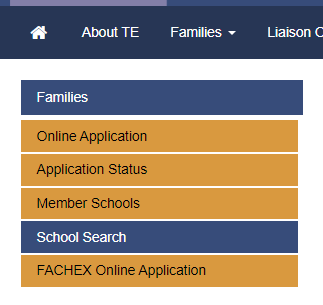 About TE Families Liaison O
Families
Online Application
Application Status
Member Schools
School Search
FACHEX Online Application